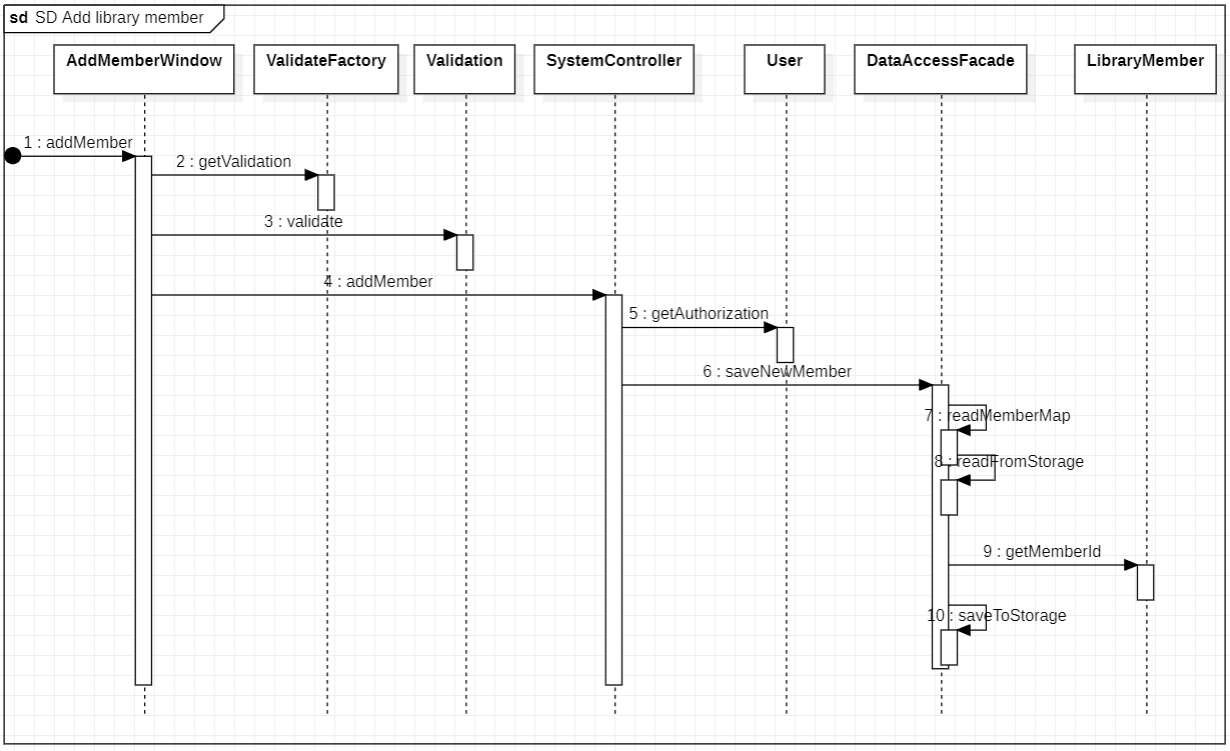 sd SD Add library member
AddMemberWindow
ValidateFactory
Validation
SystemController
User
DataAccessFacade
LibraryMember
1 : addMember
2 : getValidation
3 : validate
4 : addMember
5 : getAuthorization
6 : saveNewMember
7 : readMemberMap
8 : readFromStorage
9 : getMemberId
10 : saveToStorage